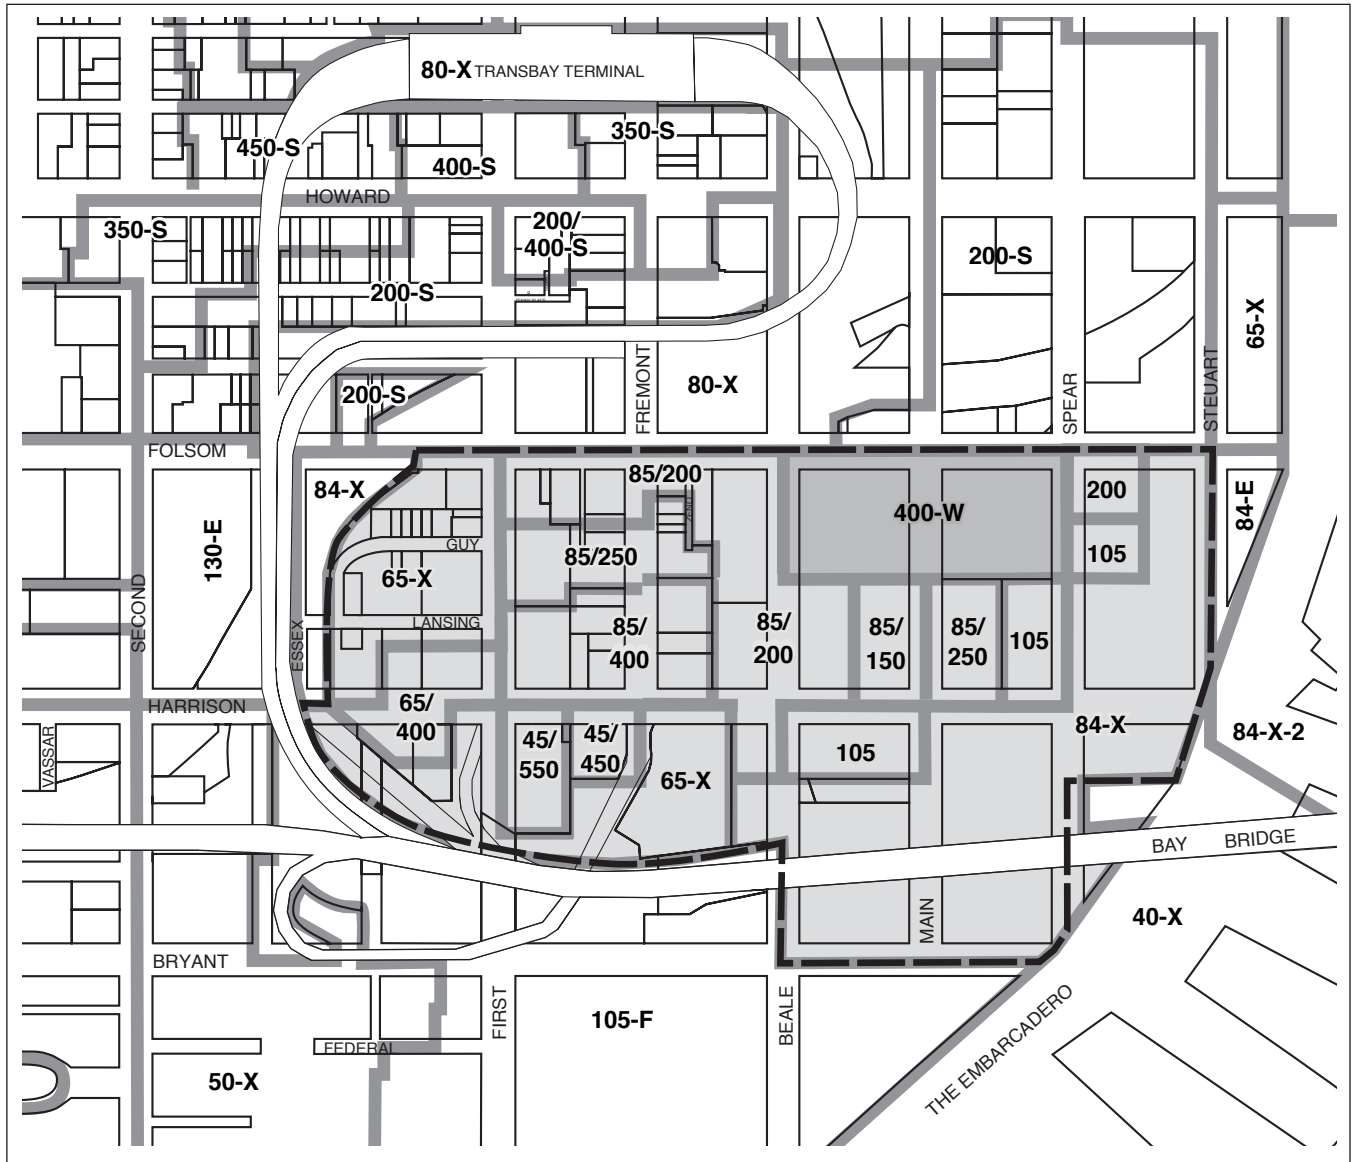 80-X TRANSBAY TERMINAL
350-S
450-S
400-S
HOWARD
350-S
200/
400-S
200-S
200-S
65-X
FREMONT
80-X
SPEAR
STEUART
200-S
FOLSOM
84-X
85/200
200
84-E
400-W
130-E
GUY
85/250
105
65-X
SECOND
ESSEX
LANSING
85/
400
85/
200
85/
150
85/
250
105
HARRISON
65/
400
84-X
84-X-2
VASSAR
45/
550
45/
450
105
65-X
BAY BRIDGE
MAIN
40-X
BRYANT
FIRST
BEALE
105-F
THE EMBARCADERO
FEDERAL
50-X